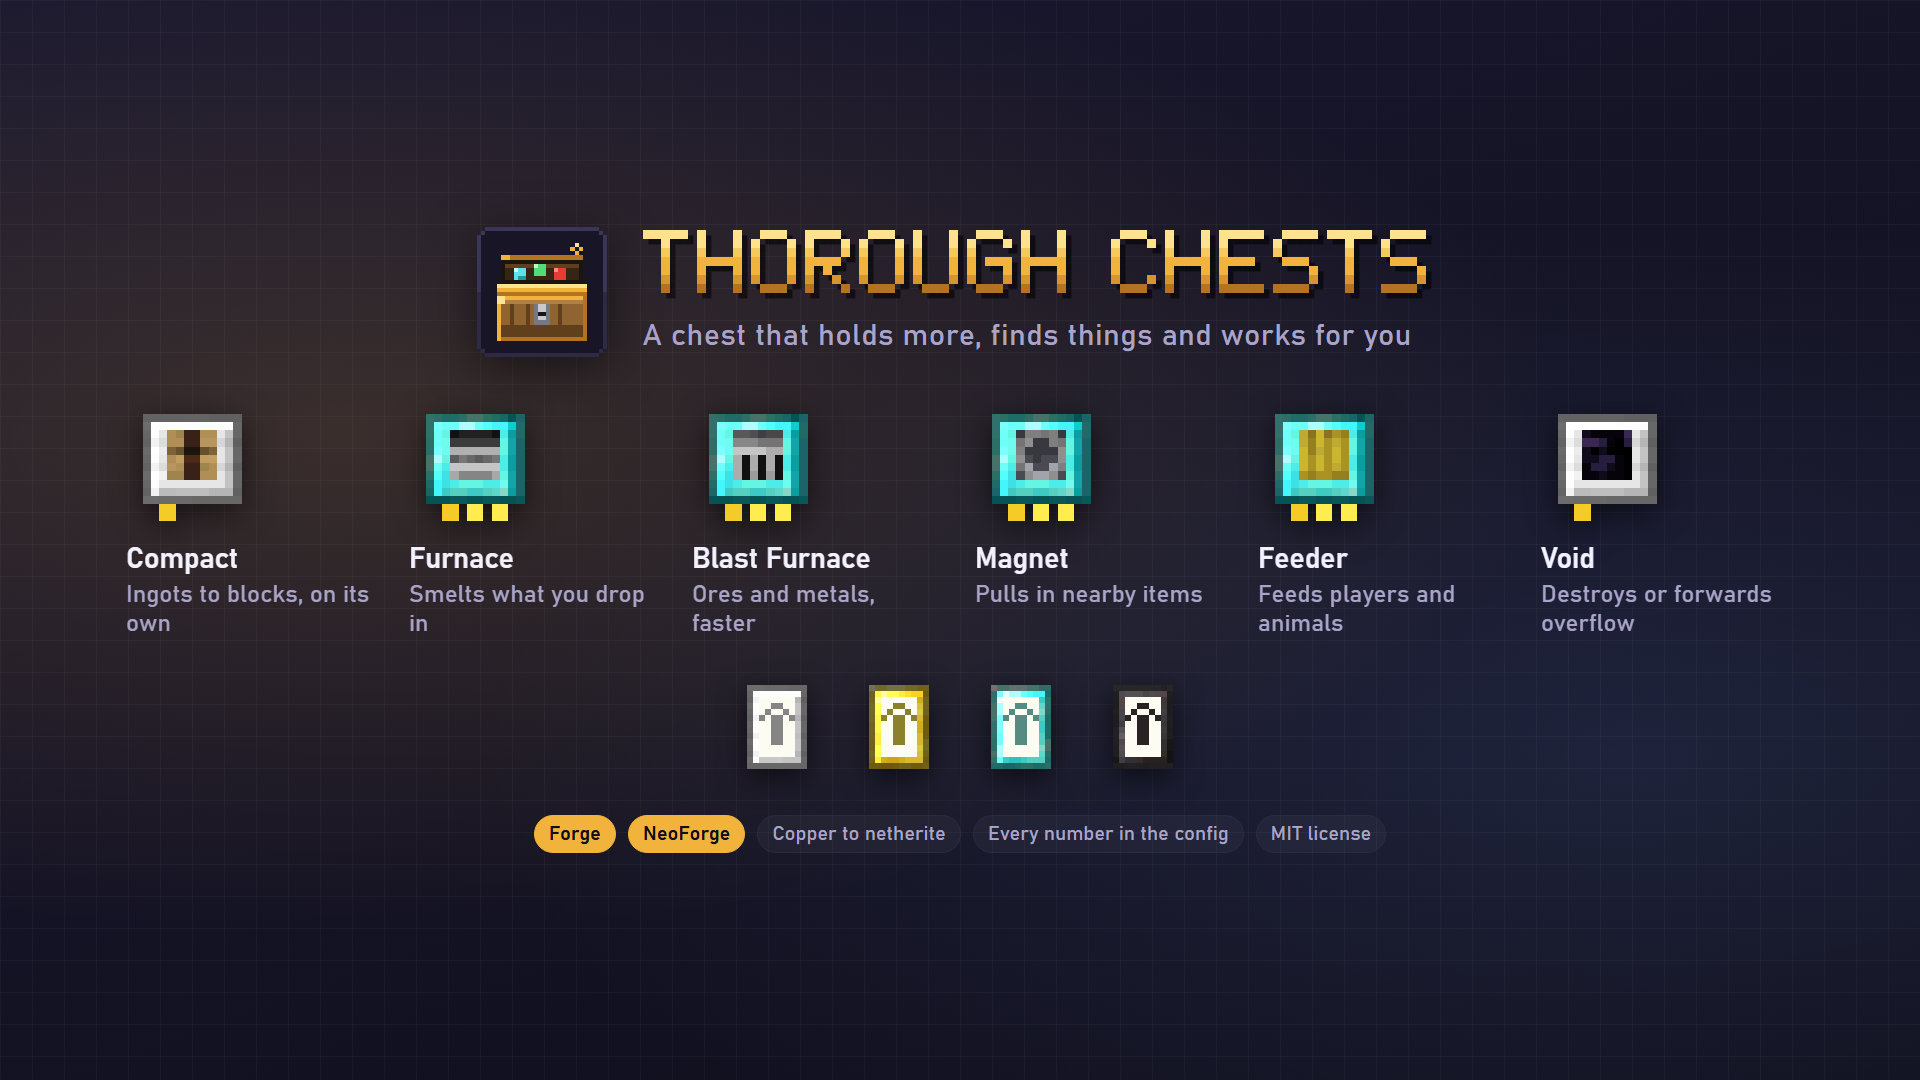 THOROUGH CHESTS
A chest that holds more, finds things and works for you
Compact
Ingots to blocks, on its
own
Furnace
Smelts what you drop
in
Blast Furnace
Ores and metals,
faster
Magnet
Pulls in nearby items
Feeder
Feeds players and
animals
Void
Destroys or forwards
overflow
Forge
NeoForge
Copper to netherite
Every number in the config
MIT license